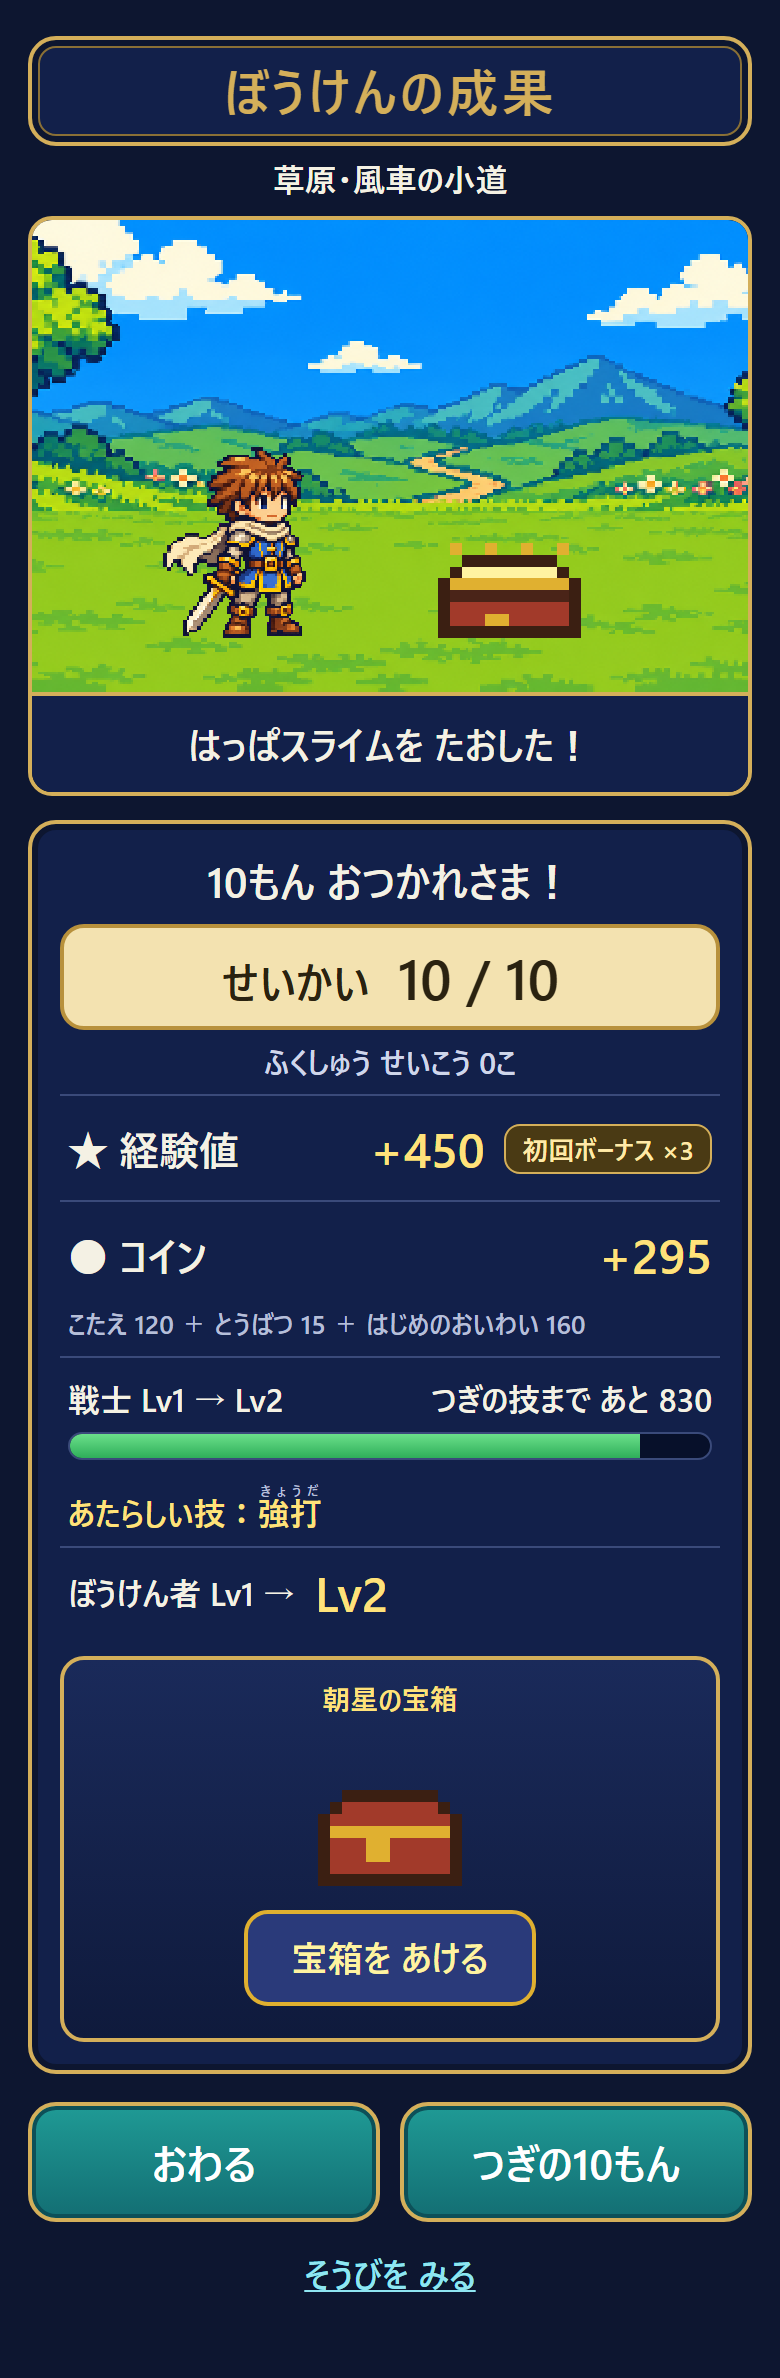 ぼうけんの成果
草原・風車の小道
はっぱスライムを たおした！
10もん おつかれさま！
せいかい 10 / 10
ふくしゅう せいこう 0こ
★ 経験値 +450 初回ボーナス ×3
● コイン +295
こたえ 120 ＋ とうばつ 15 ＋ はじめのおいわい 160
戦士 Lv1 → Lv2 つぎの技まで あと 830
きょうだ
あたらしい技：強打
ぼうけん者 Lv1 → Lv2
朝星の宝箱
宝箱を あける
おわる つぎの10もん
そうびを みる